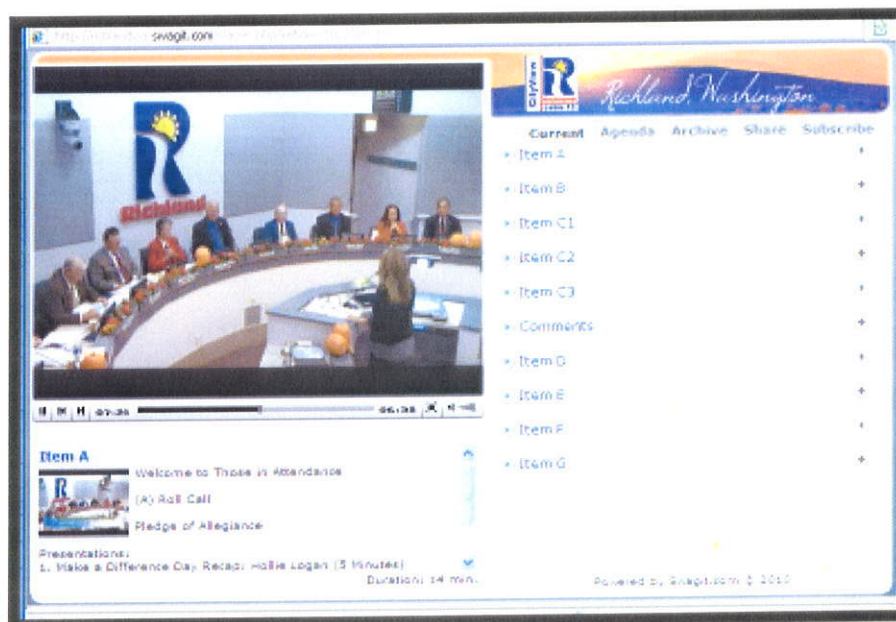 swagit.com
CityView
Richland, Washington
Richland
Current Agenda Archive Share Subscribe
Item A
Item B
Item C1
Item C2
Item C3
Comments
Item D
Item E
Item F
Item G
Item A
Welcome to Those in Attendance
(A) Roll Call
Pledge of Allegiance
Presentations:
1. Make a Difference Day Recap: Hollie Logan (5 Minutes)
Duration: 14 min.
Powered by Swagit.com © 2010